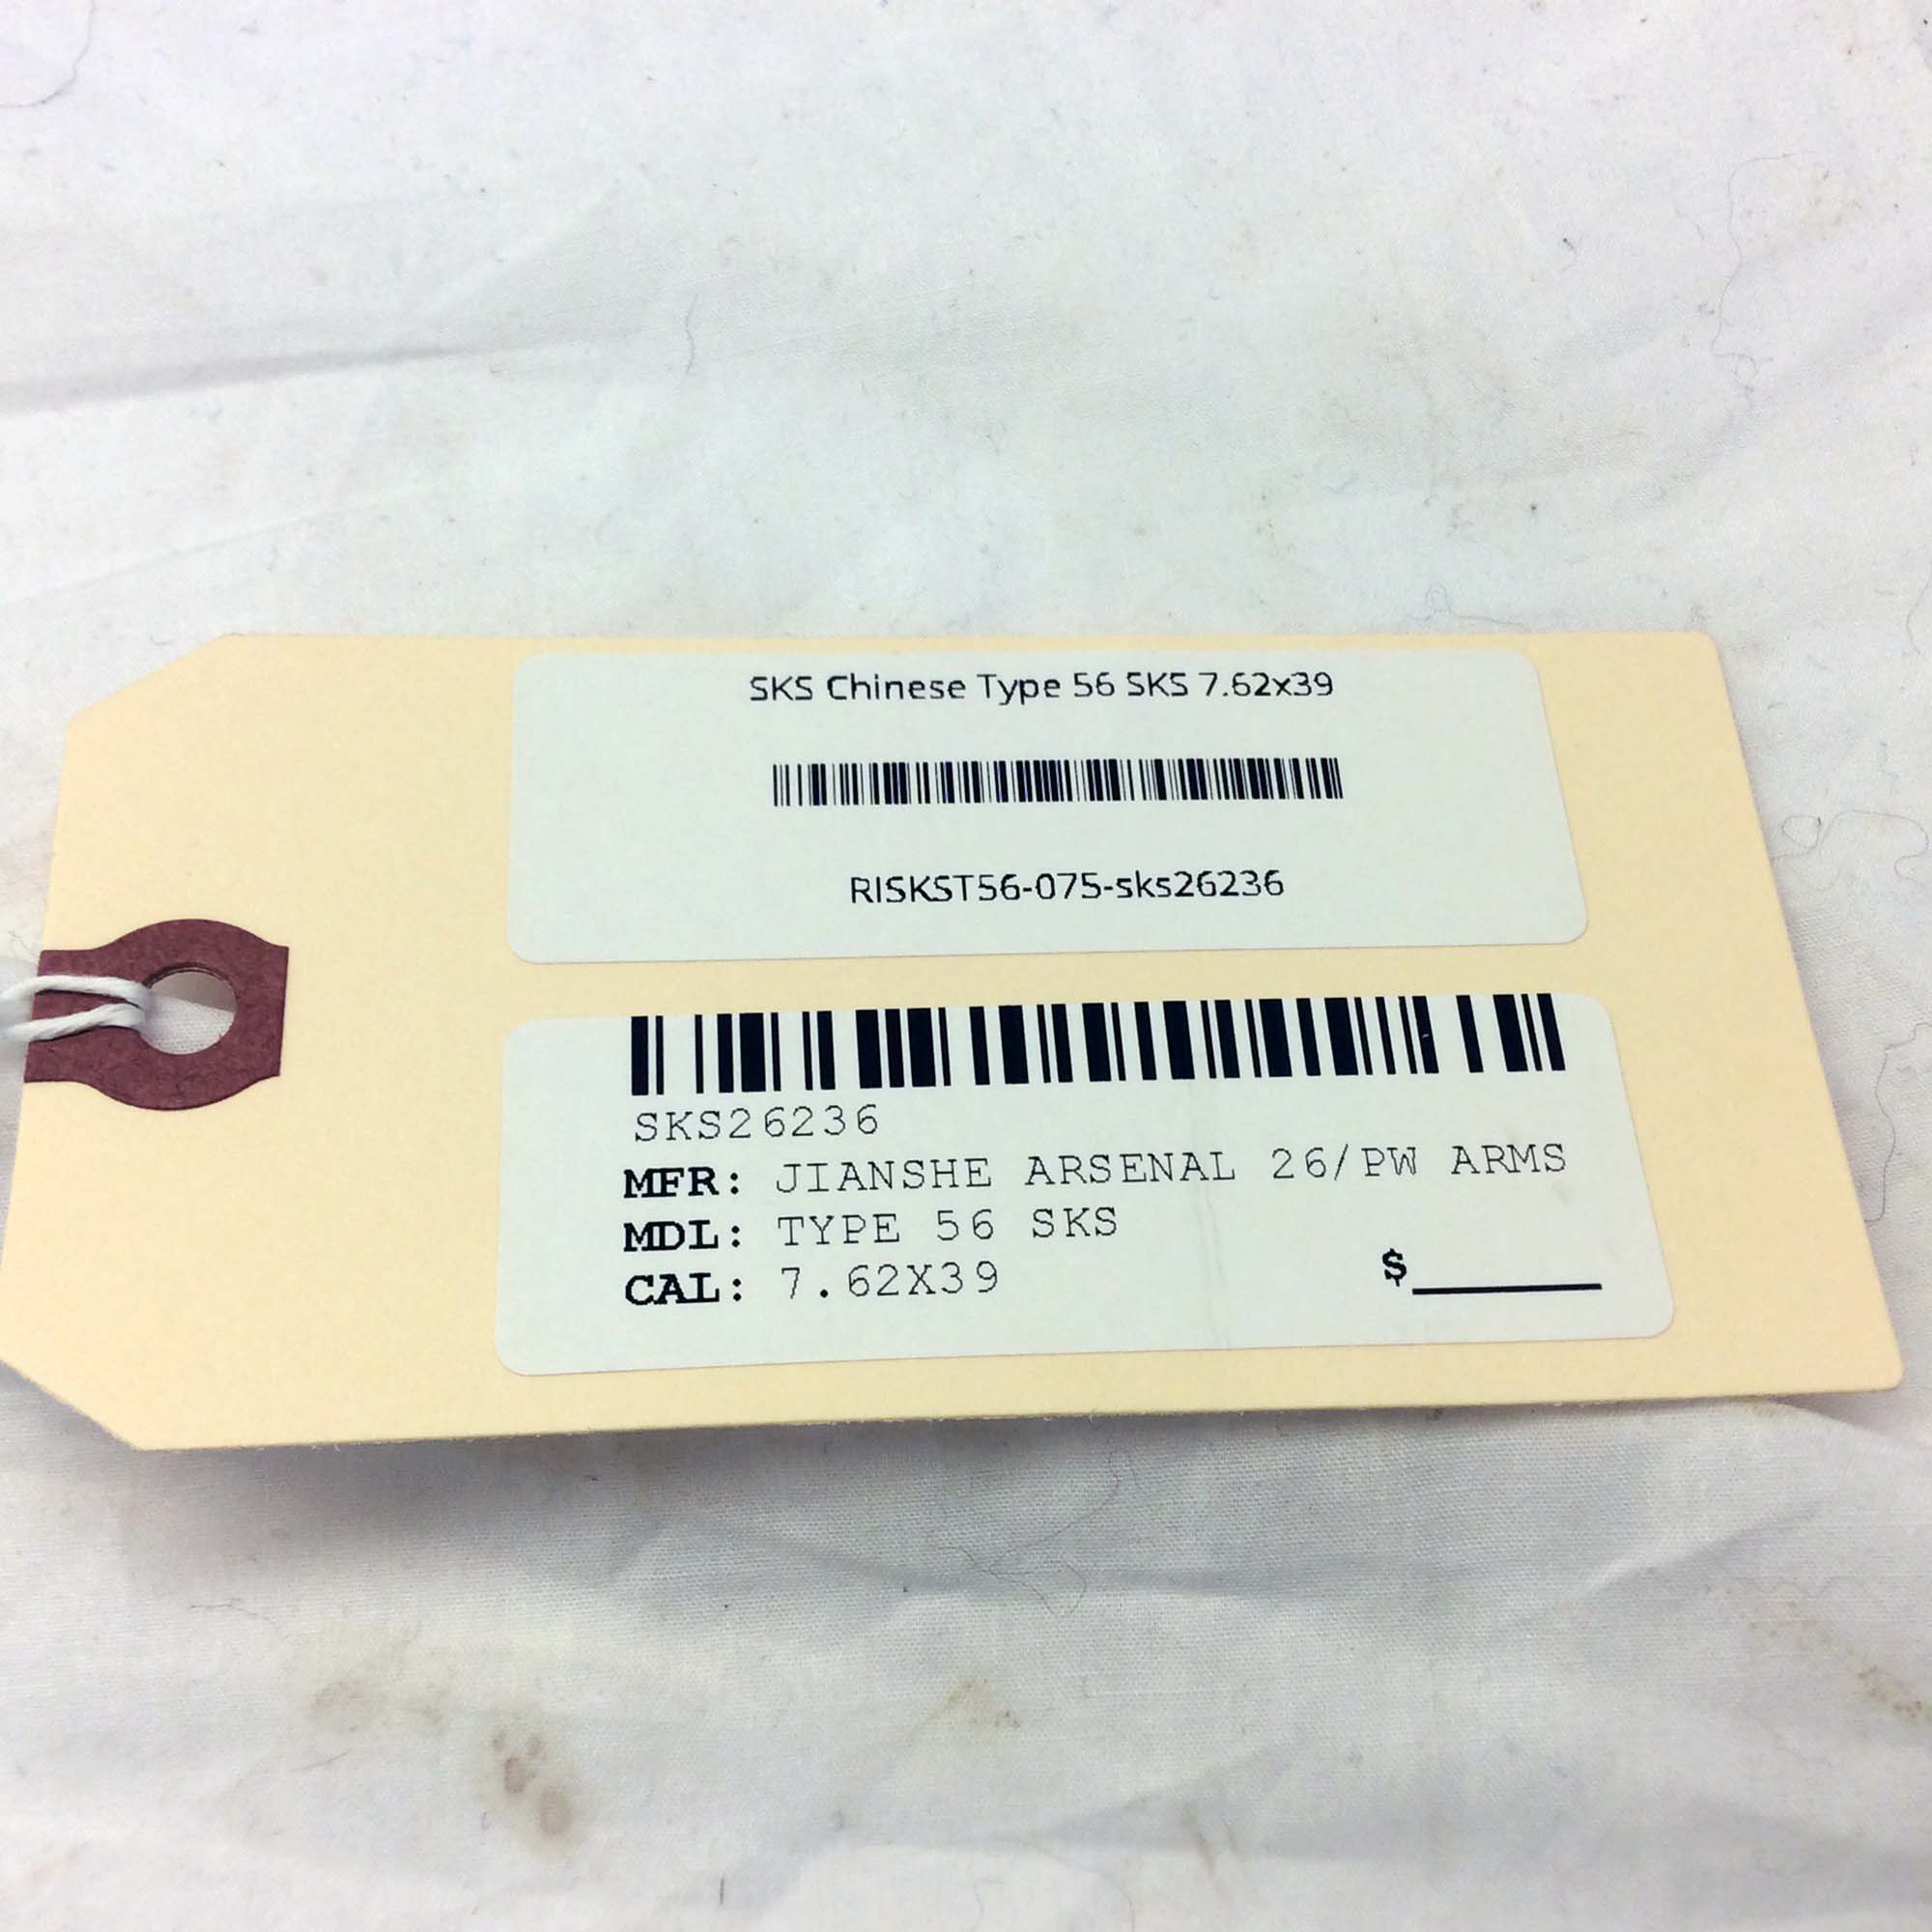 SKS Chinese Type 56 SKS 7.62x39
RISKST56-075-sks26236
SKS26236
MFR: JIANSHE ARSENAL 26/PW ARMS
MDL: TYPE 56 SKS
CAL: 7.62X39
$